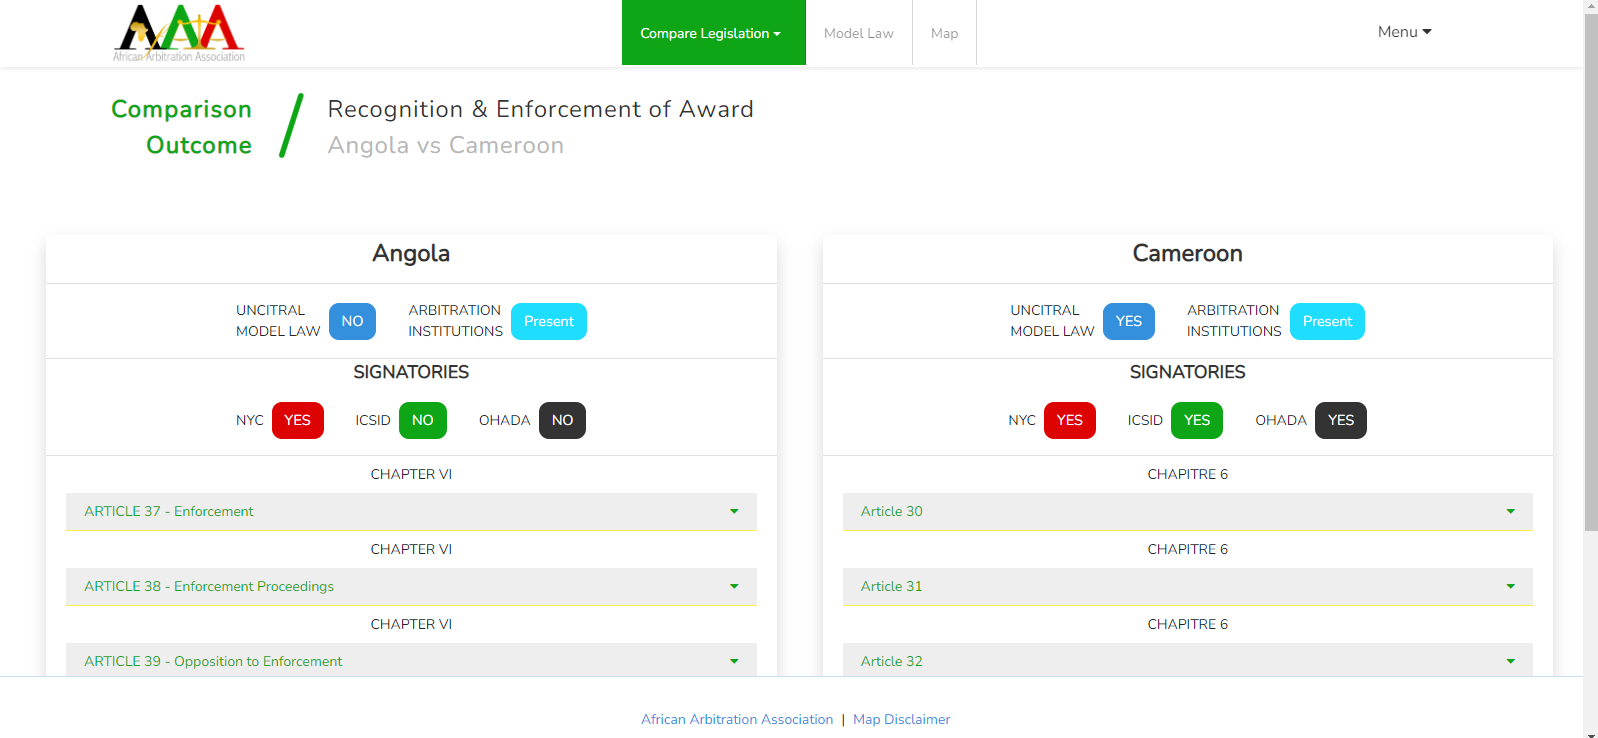 AAA
African Arbitration Association
Compare Legislation
Model Law
Map
Menu
Comparison
Outcome
Recognition & Enforcement of Award
Angola vs Cameroon
Angola
UNCITRAL
MODEL LAW
NO
ARBITRATION
INSTITUTIONS
Present
SIGNATORIES
NYC YES ICSID NO OHADA NO
CHAPTER VI
ARTICLE 37 - Enforcement
CHAPTER VI
ARTICLE 38 - Enforcement Proceedings
CHAPTER VI
ARTICLE 39 - Opposition to Enforcement
Cameroon
UNCITRAL
MODEL LAW
YES
ARBITRATION
INSTITUTIONS
Present
SIGNATORIES
NYC YES ICSID YES OHADA YES
CHAPITRE 6
Article 30
CHAPITRE 6
Article 31
CHAPITRE 6
Article 32
African Arbitration Association | Map Disclaimer